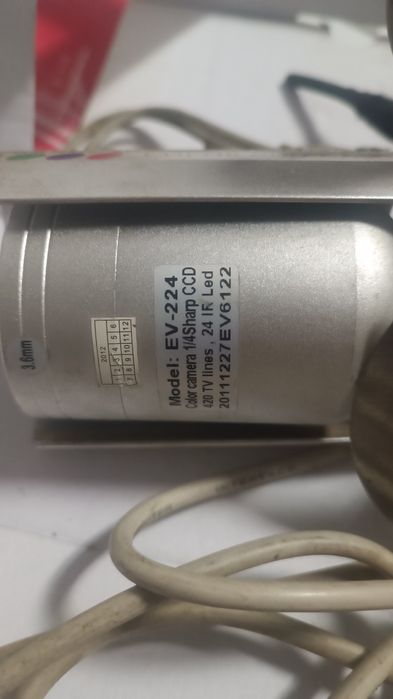 3.6mm
2012
1 2 3 4 5 6
7 8 9 10 11 12
Model: EV-224
Color camera 1/4Sharp CCD
420 TV lines , 24 IR Led
20111227EV6122